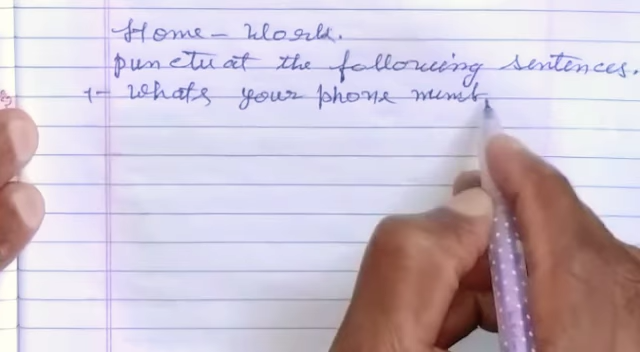 Home - Work.
punctuat the following sentences.
1- whats your phone numb